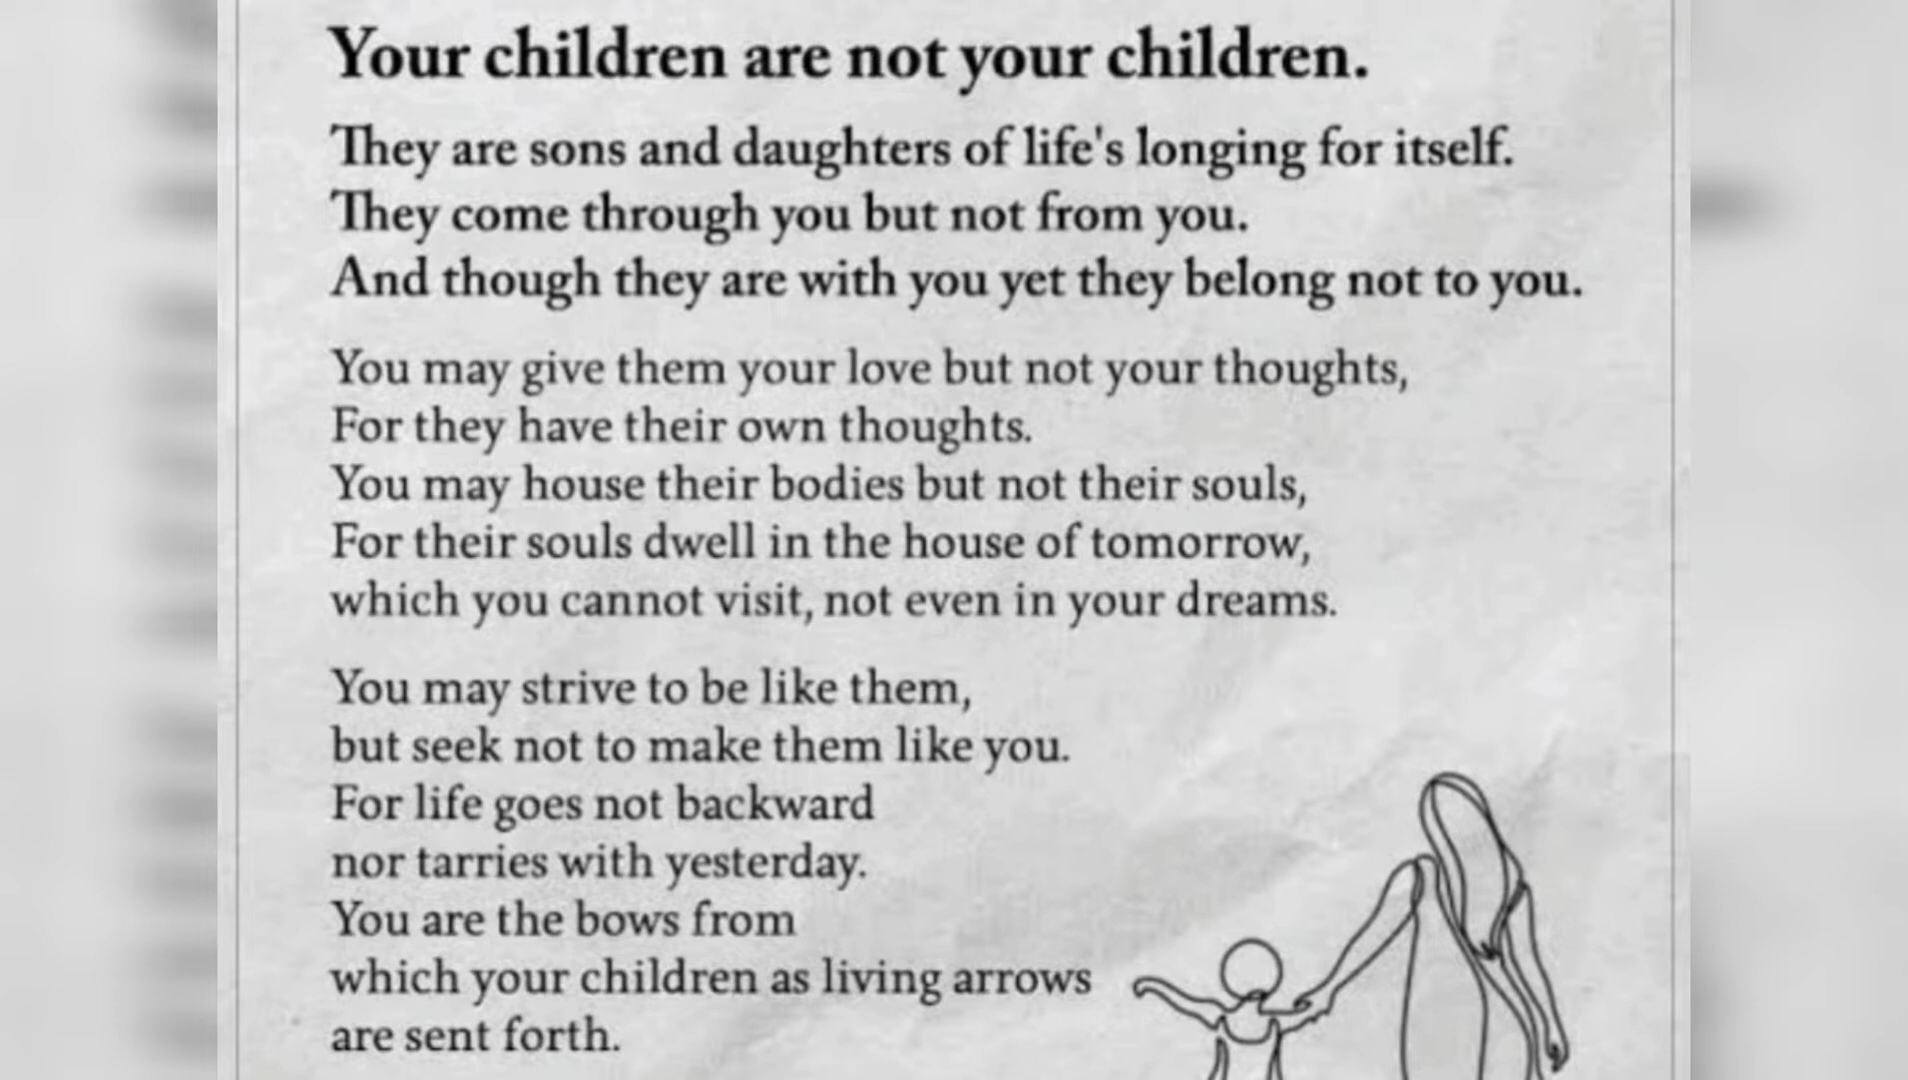 Your children are not your children.
They are sons and daughters of life's longing for itself.
They come through you but not from you.
And though they are with you yet they belong not to you.
You may give them your love but not your thoughts,
For they have their own thoughts.
You may house their bodies but not their souls,
For their souls dwell in the house of tomorrow,
which you cannot visit, not even in your dreams.
You may strive to be like them,
but seek not to make them like you.
For life goes not backward
nor tarries with yesterday.
You are the bows from
which your children as living arrows
are sent forth.